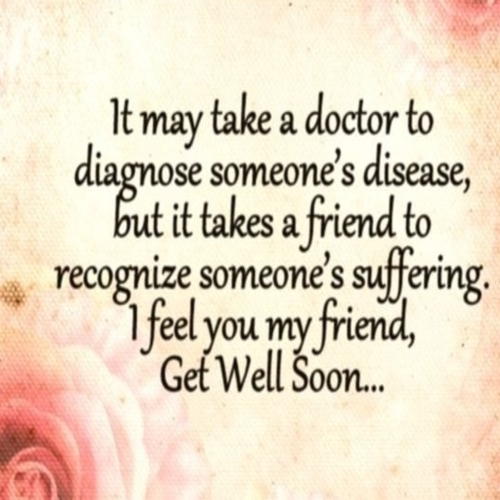 It may take a doctor to
diagnose someone's disease,
but it takes a friend to
recognize someone's suffering.
I feel you my friend,
Get Well Soon...